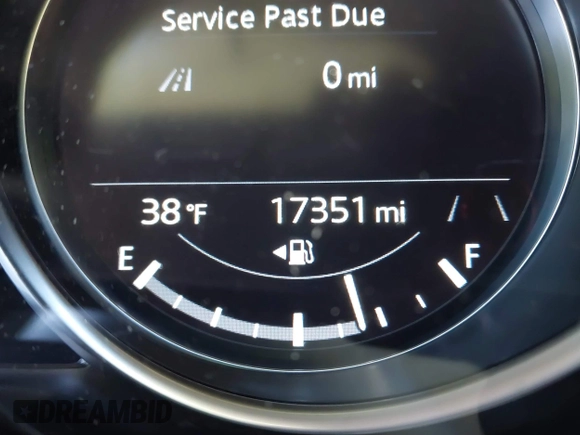 Service Past Due
0 mi
38 °F 17351 mi
E F
DREAMBID